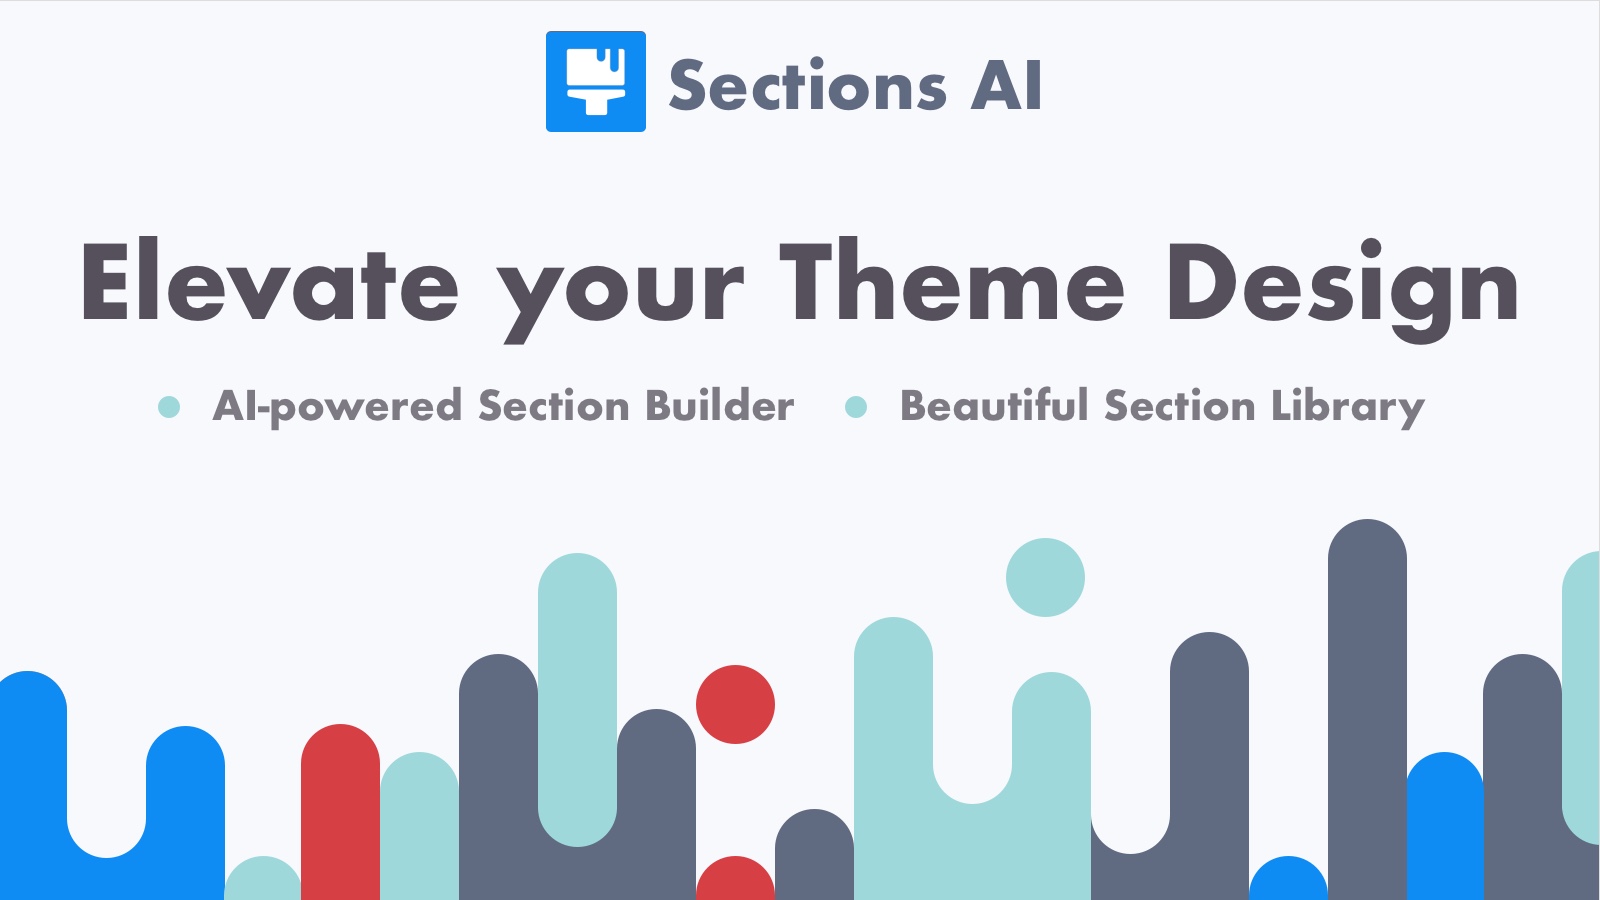 Sections AI
Elevate your Theme Design
AI-powered Section Builder
Beautiful Section Library